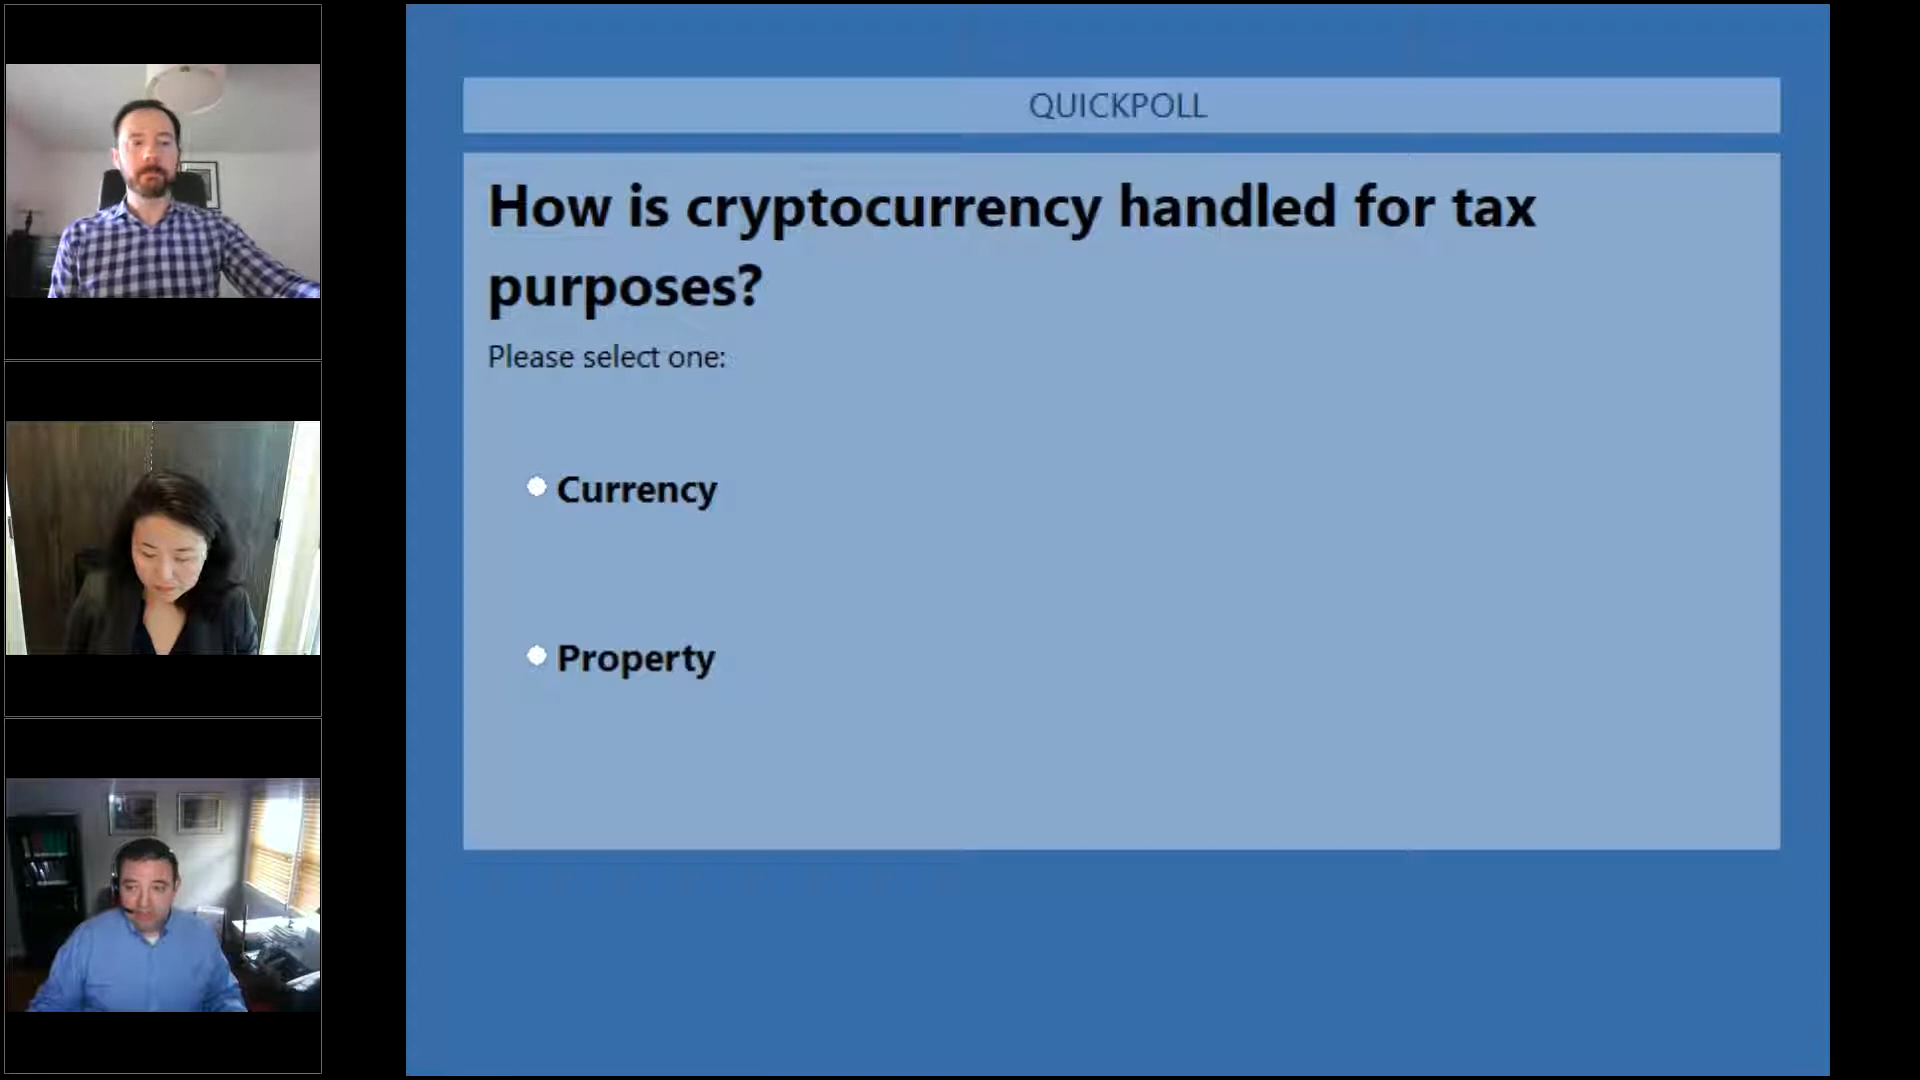 QUICKPOLL
How is cryptocurrency handled for tax
purposes?
Please select one:
Currency
Property